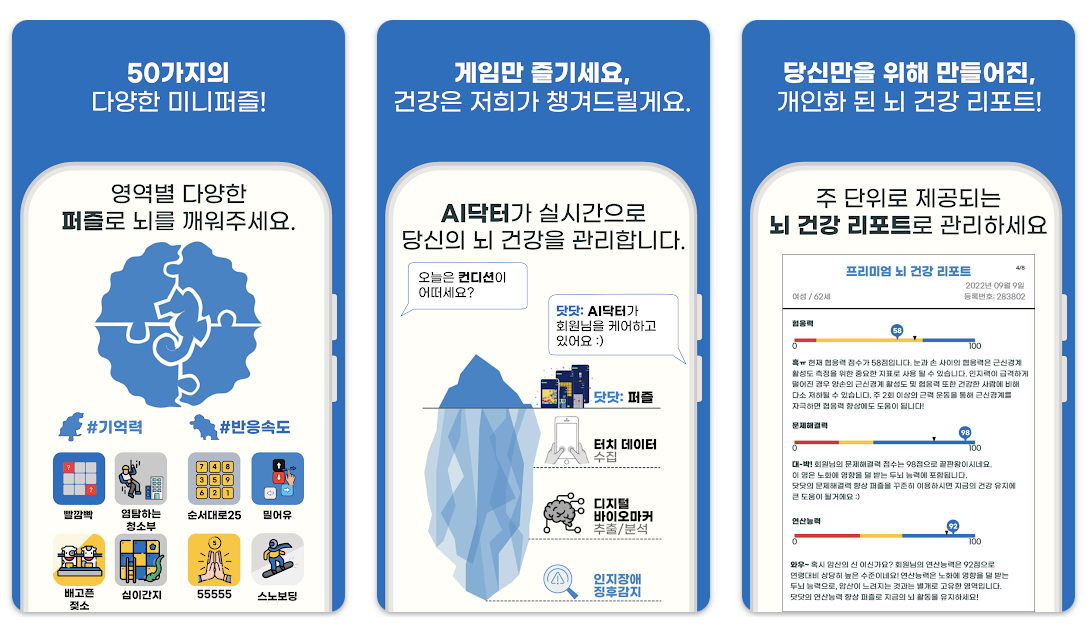 50가지의
다양한 미니퍼즐!
영역별 다양한
퍼즐로 뇌를 깨워주세요.
#기억력
#반응속도
?
?
7 4 8
9 5 3
6 2 1
빨깜빡
염탐하는
청소부
순서대로25
밀어유
5
배고픈
젖소
십이간지
55555
스노보딩
게임만 즐기세요,
건강은 저희가 챙겨드릴게요.
AI닥터가 실시간으로
당신의 뇌 건강을 관리합니다.
오늘은 컨디션이
어떠세요?
닷닷: AI닥터가
회원님을 케어하고
있어요 :)
닷닷: 퍼즐
터치 데이터
수집
디지털
바이오마커
추출/분석
인지장애
징후감지
당신만을 위해 만들어진,
개인화 된 뇌 건강 리포트!
주 단위로 제공되는
뇌 건강 리포트로 관리하세요
프리미엄 뇌 건강 리포트
4/8
2022년 09월 9일
여성 / 62세
등록번호: 283802
협응력
58
0
100
흑ㅠ 현재 협응력 점수가 58점입니다. 눈과 손 사이의 협응력은 근신경계
활성도 측정을 위한 중요한 지표로 사용 될 수 있습니다. 인지력이 급격하게
떨어진 경우 양손의 근신경계 활성도 및 협응력 또한 건강한 사람에 비해
다소 저하될 수 있습니다. 주 2회 이상의 근력 운동을 통해 근신경계를
자극하면 협응력 향상에도 도움이 됩니다!
문제해결력
98
0
100
대-박! 회원님의 문제해결력 점수는 98점으로 끝판왕이시네요.
이 영은 노화에 영향을 덜 받는 두뇌 능력에 포함됩니다.
닷닷의 문제해결력 향상 퍼즐을 꾸준히 이용하시면 지금의 건강 유지에
큰 도움이 될거에요 :)
연산능력
92
0
100
와우~ 혹시 암산의 신 이신가요? 회원님의 연산능력은 92점으로
연령대비 상당히 높은 수준이네요! 연산능력은 노화에 영향을 덜 받는
두뇌 능력으로, 암산이 느려지는 것과는 별개로 고유한 영역입니다.
닷닷의 연산능력 향상 퍼즐로 지금의 뇌 활동을 유지하세요!